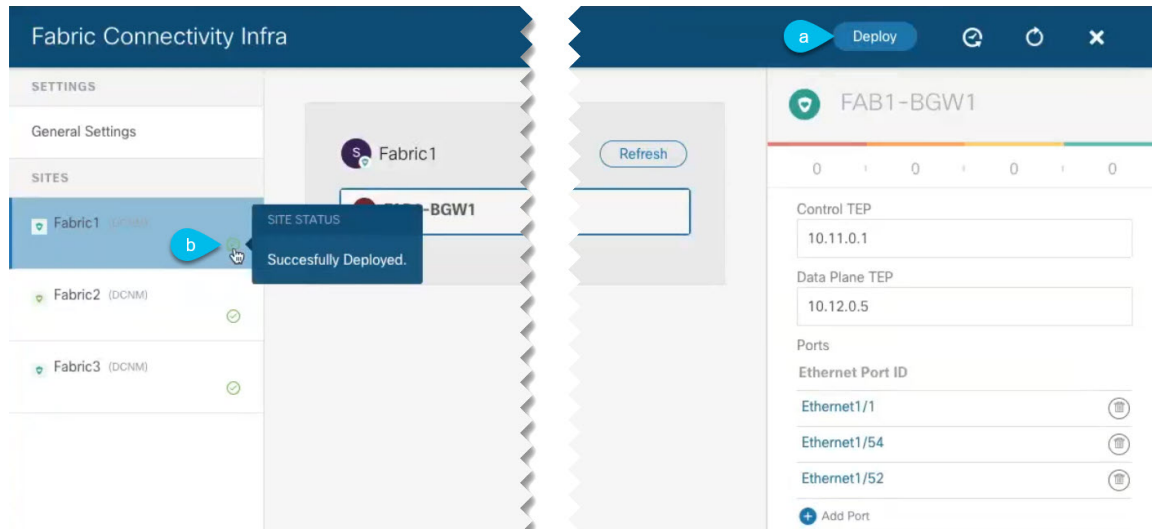 Fabric Connectivity Infra
a
Deploy
SETTINGS
General Settings
SITES
Fabric1 (DCNM)
b
SITE STATUS
Succesfully Deployed.
Fabric2 (DCNM)
Fabric3 (DCNM)
S
Fabric1
Refresh
-BGW1
FAB1-BGW1
0
0
0
0
Control TEP
10.11.0.1
Data Plane TEP
10.12.0.5
Ports
Ethernet Port ID
Ethernet1/1
Ethernet1/54
Ethernet1/52
Add Port